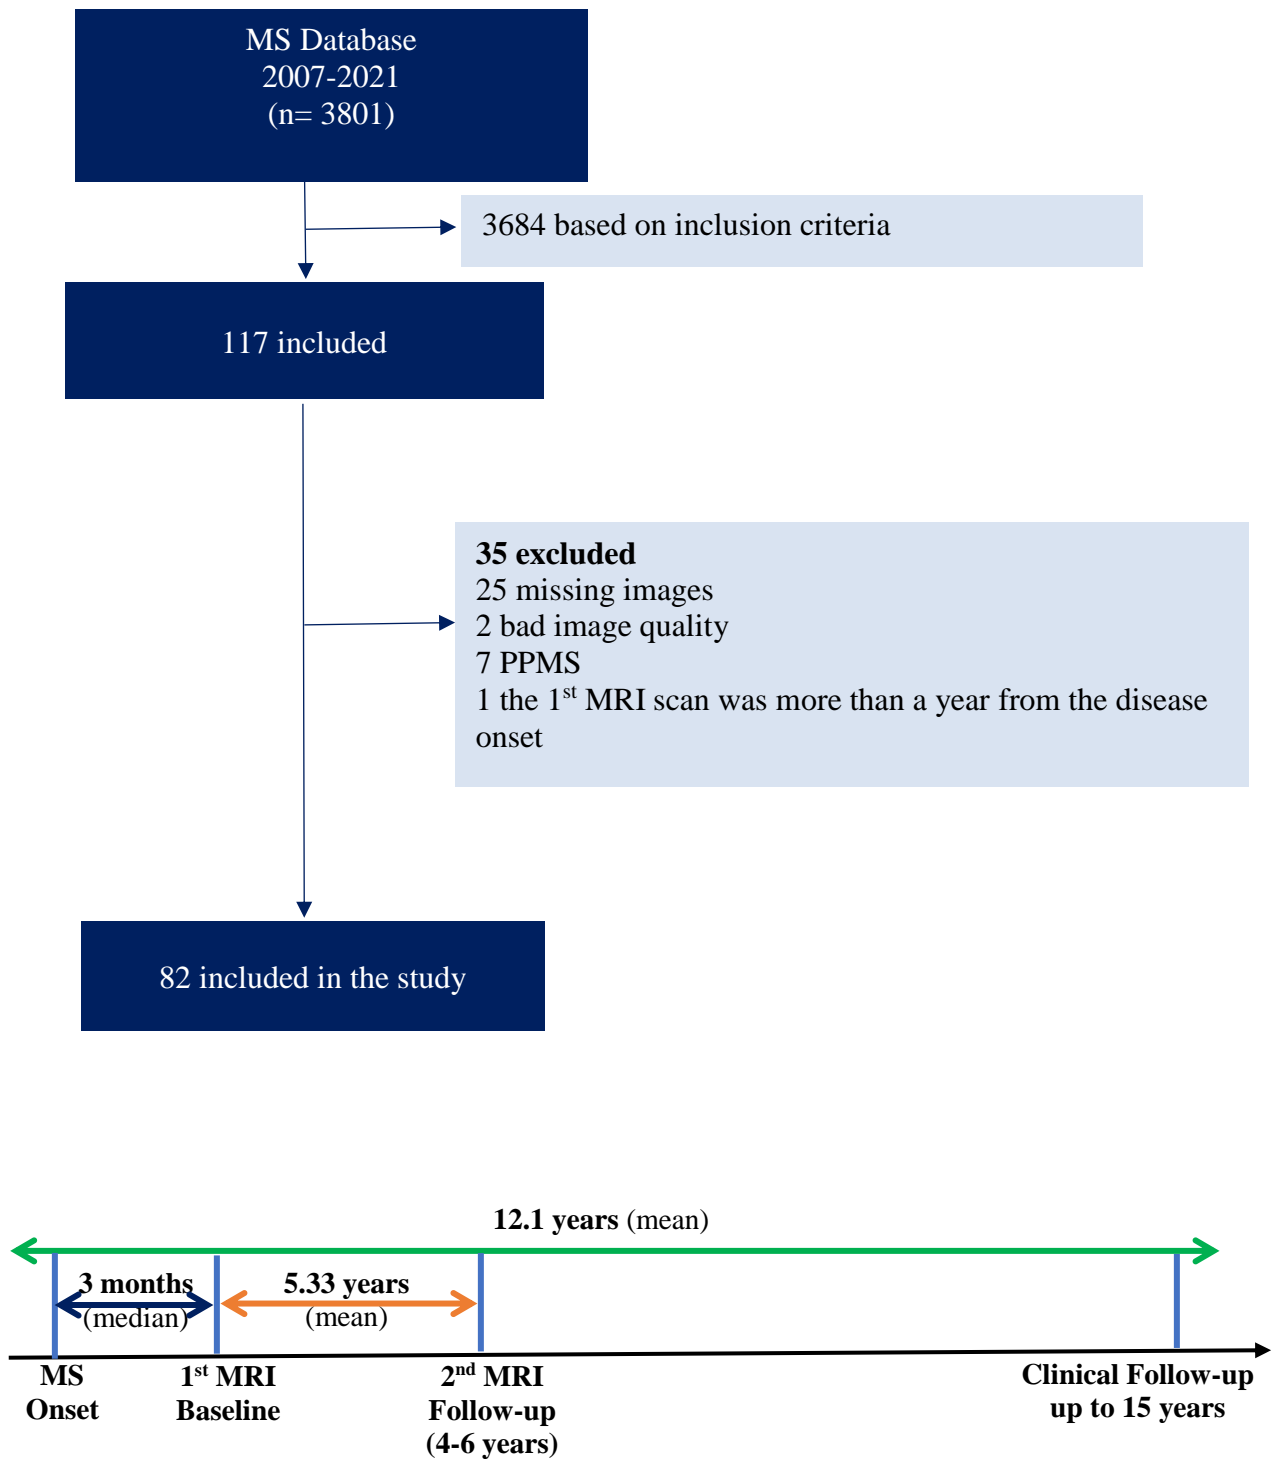 MS Database
2007-2021
(n= 3801)
3684 based on inclusion criteria
117 included
35 excluded
25 missing images
2 bad image quality
7 PPMS
1 the 1st MRI scan was more than a year from the disease
onset
82 included in the study
12.1 years (mean)
3 months
(median)
5.33 years
(mean)
MS
Onset
1st MRI
Baseline
2nd MRI
Follow-up
(4-6 years)
Clinical Follow-up
up to 15 years